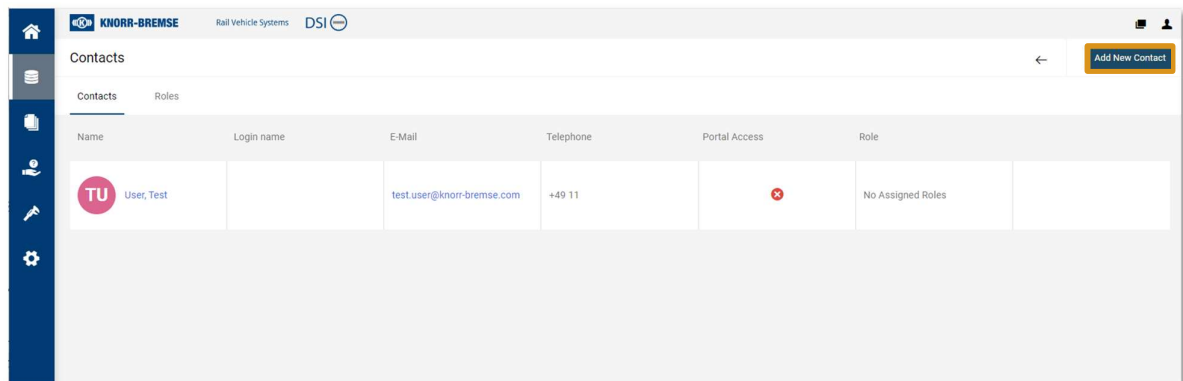 KNORR-BREMSE Rail Vehicle Systems DSI
Contacts Add New Contact
Contacts Roles
Name Login name E-Mail Telephone Portal Access Role
TU User, Test test.user@knorr-bremse.com +49 11 No Assigned Roles